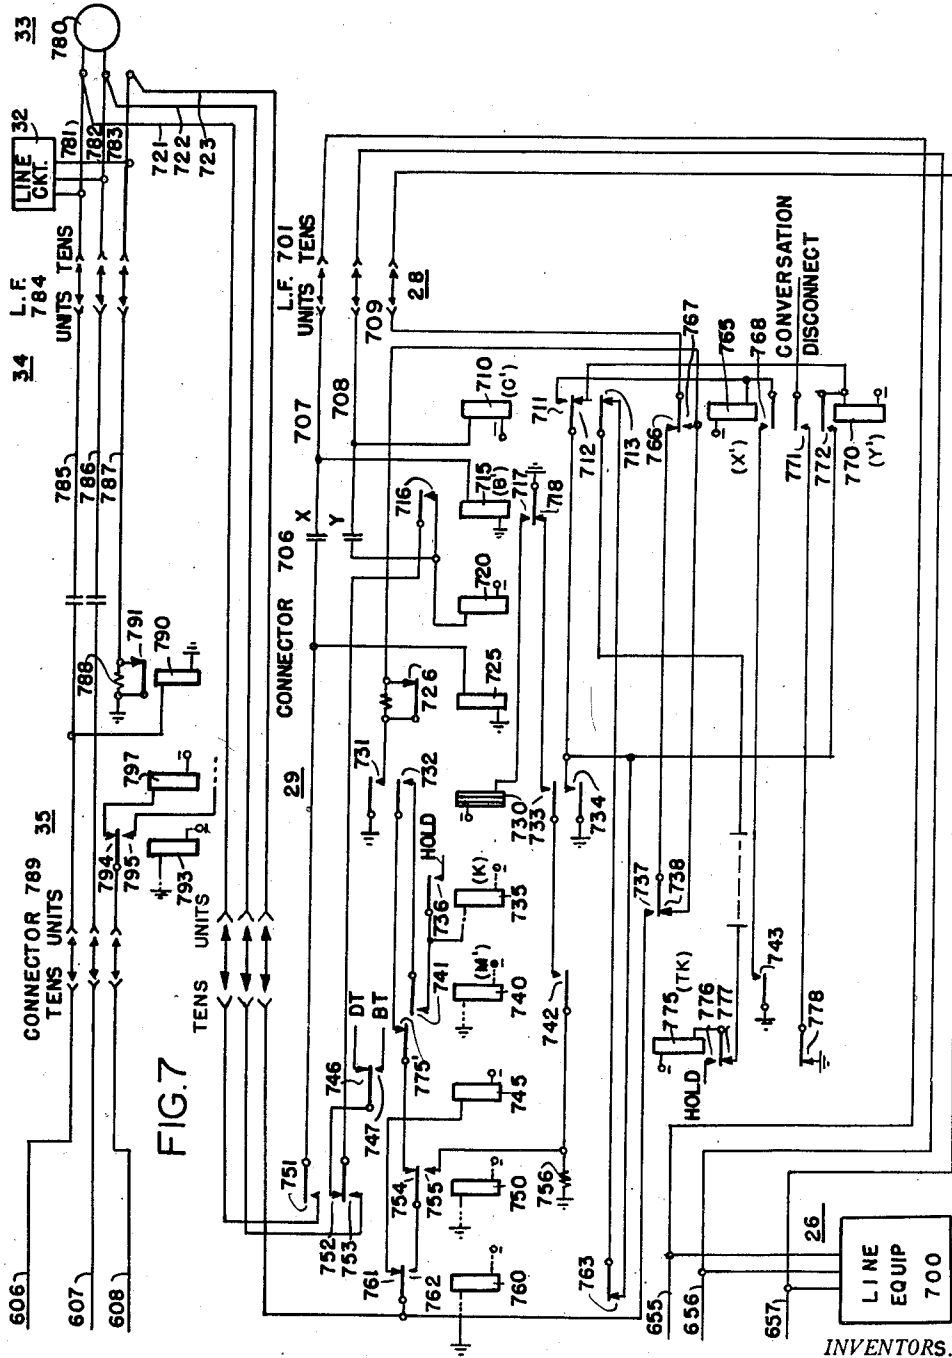 33
780
32
LINE
CKT.
781
782
783
721
722
723
L.F.
784
UNITS TENS
34
785
786
787
788
791
790
797
794
795
793
CONNECTOR 789
TENS UNITS
35
606
607
608
FIG.7
TENS UNITS
L.F. 701
UNITS TENS
709
28
707
708
CONNECTOR 706
X
Y
29
716
710
(C')
715
(B')
717
718
720
725
726
711
712
713
766
767
765
(X')
768
CONVERSATION
DISCONNECT
771
772
770
(Y')
731
732
730
733
734
HOLD
736
(K)
735
(M')
740
741
742
737
738
743
775
(TK)
776
777
HOLD
778
DT
BT
746
747
775'
745
751
752
753
754
755
750
756
761
762
760
763
655
656
657
26
LINE
EQUIP
700
INVENTORS.